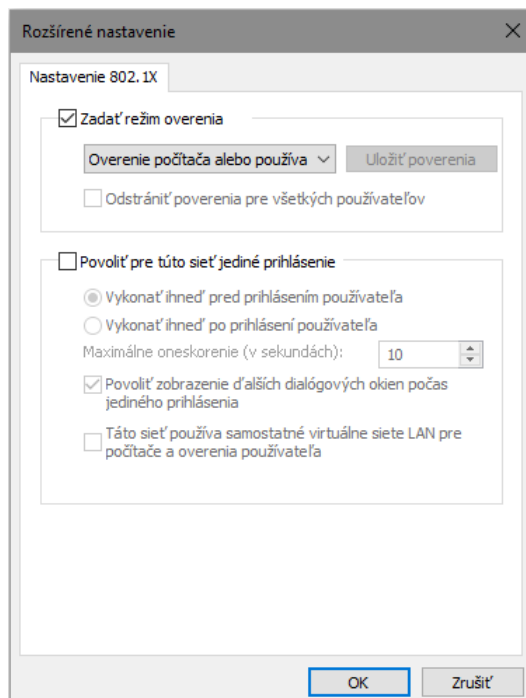 Rozšírené nastavenie
Nastavenie 802.1X
Zadať režim overenia
Overenie počítača alebo používa
Uložiť poverenia
Odstrániť poverenia pre všetkých používateľov
Povoliť pre túto sieť jediné prihlásenie
Vykonať ihneď pred prihlásením používateľa
Vykonať ihneď po prihlásení používateľa
Maximálne oneskorenie (v sekundách):
10
Povoliť zobrazenie ďalších dialógových okien počas
jediného prihlásenia
Táto sieť používa samostatné virtuálne siete LAN pre
počítače a overenia používateľa
OK
Zrušiť